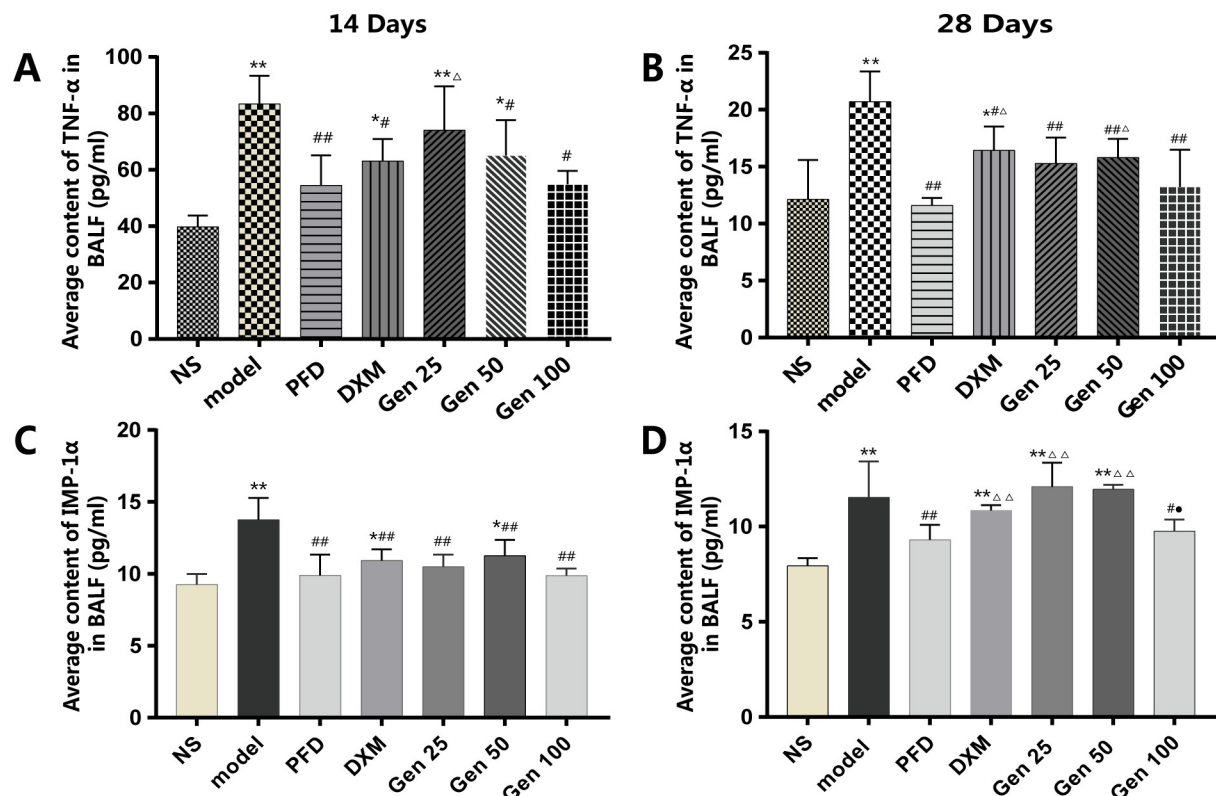 14 Days
28 Days
A
Average content of TNF-α in
BALF (pg/ml)
100
80
60
40
20
0
**
##
*#
**△
*#
#
NS
model
PFD
DXM
Gen 25
Gen 50
Gen 100
B
Average content of TNF-α in
BALF (pg/ml)
25
20
15
10
5
0
**
##
*#△
##
##△
##
NS
model
PFD
DXM
Gen 25
Gen 50
Gen 100
C
Average content of IMP-1α
in BALF (pg/ml)
20
15
10
5
0
**
##
*##
##
*##
##
NS
model
PFD
DXM
Gen 25
Gen 50
Gen 100
D
Average content of IMP-1α
in BALF (pg/ml)
15
10
5
0
**
##
**△△
**△△
**△△
#●
NS
model
PFD
DXM
Gen 25
Gen 50
Gen 100